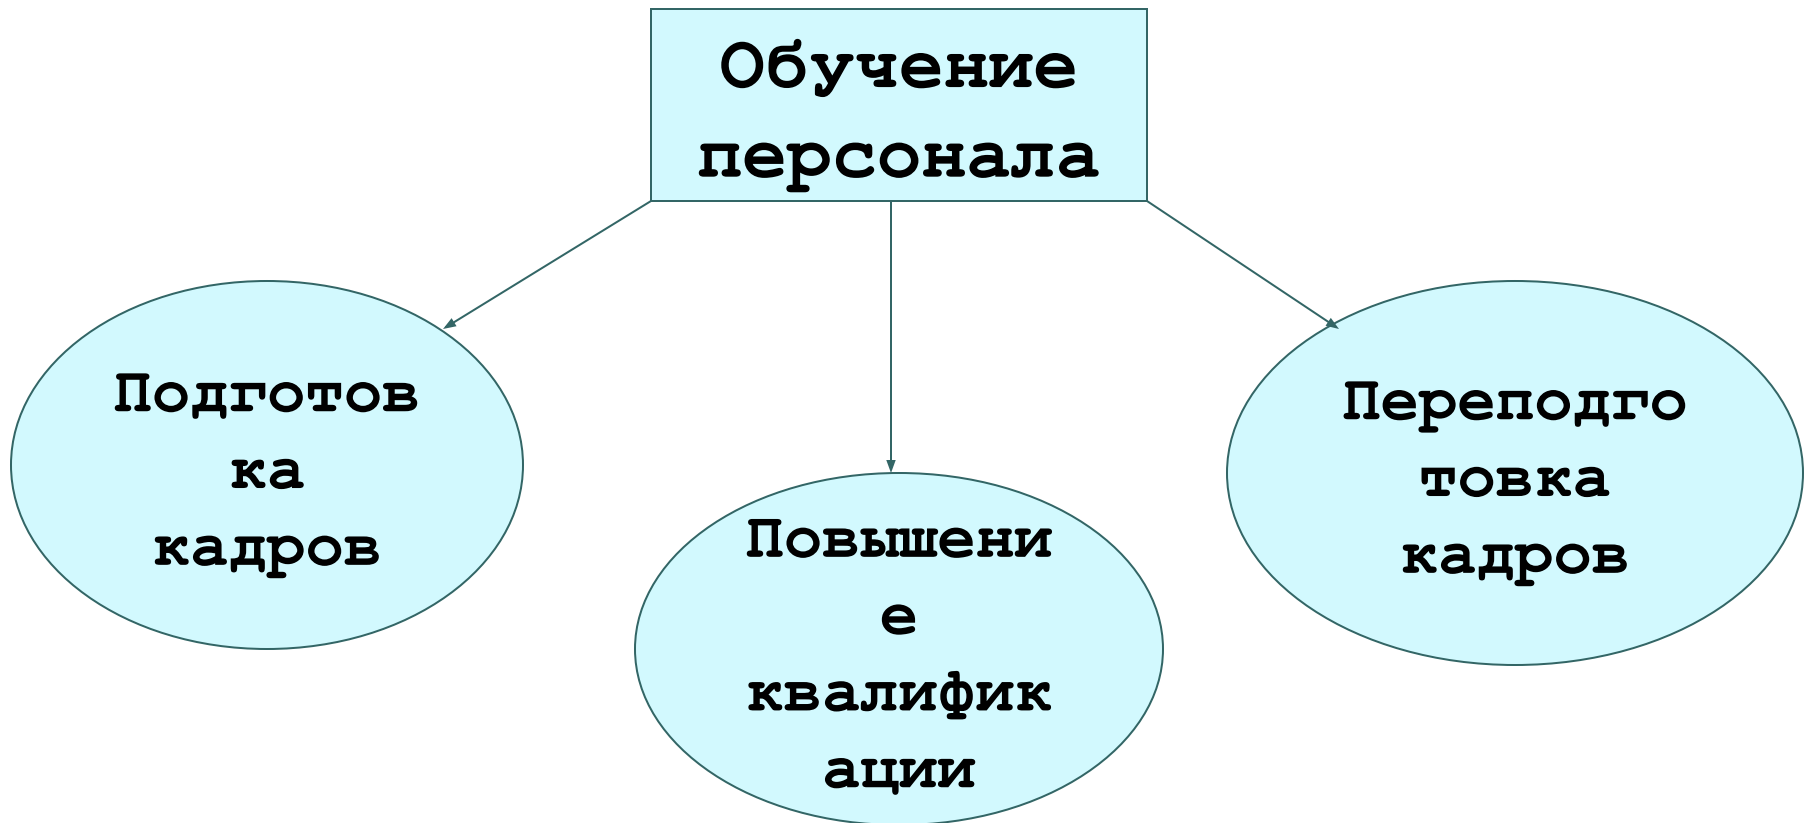 Обучение
персонала
Подготов
ка
кадров
Повышени
е
квалифик
ации
Переподго
товка
кадров